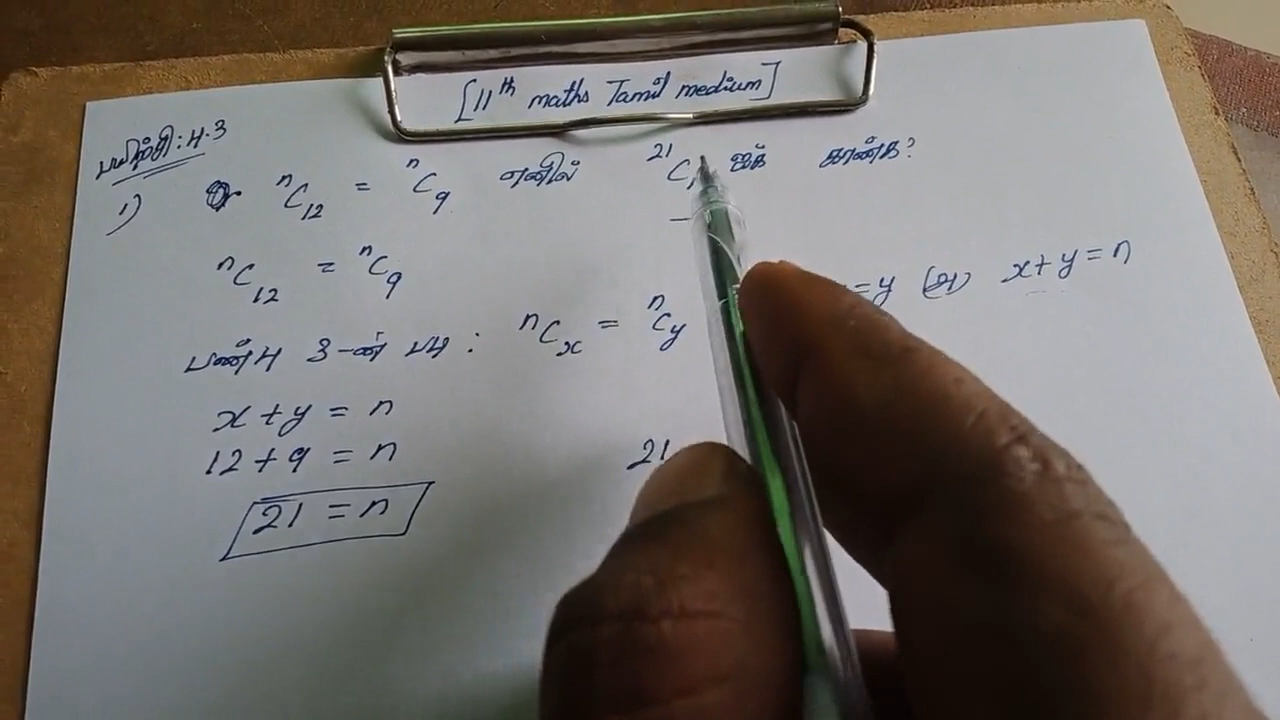 [11th maths Tamil medium]
பயிற்சி : 4.3
1) ⁿC₁₂ = ⁿC₉ எனில் ²¹C ஐக் காண்க?
ⁿC₁₂ = ⁿC₉
பண்பு 3-ன் படி : ⁿCₓ = ⁿCᵧ = y (அ) x + y = n
x + y = n
12 + 9 = n
21
21 = n